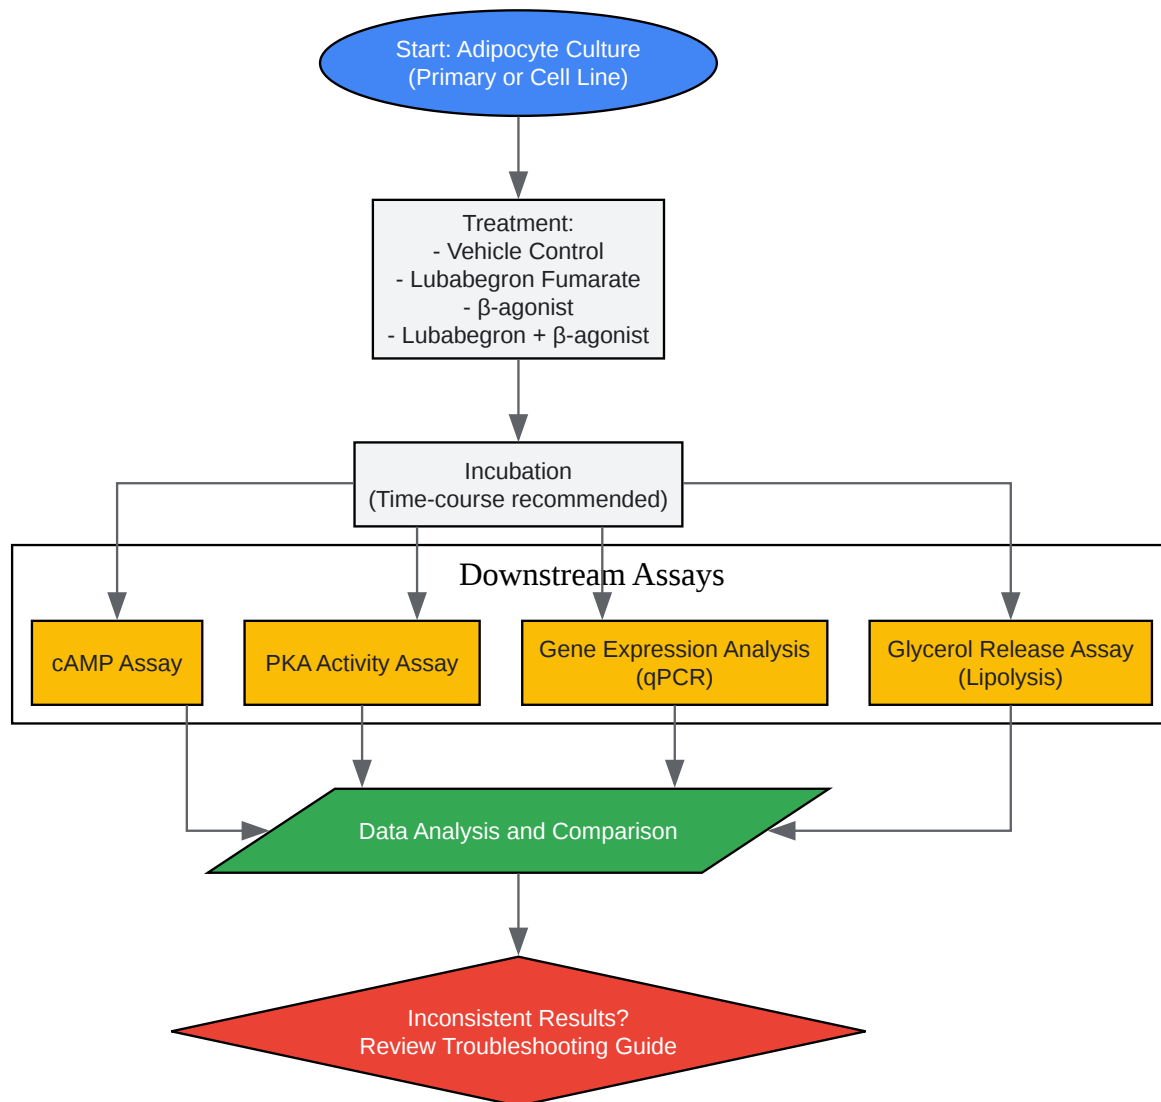 Start: Adipocyte Culture
(Primary or Cell Line)
Treatment:
- Vehicle Control
- Lubabegron Fumarate
- β-agonist
- Lubabegron + β-agonist
Incubation
(Time-course recommended)
Downstream Assays
cAMP Assay
PKA Activity Assay
Gene Expression Analysis
(qPCR)
Glycerol Release Assay
(Lipolysis)
Data Analysis and Comparison
Inconsistent Results?
Review Troubleshooting Guide